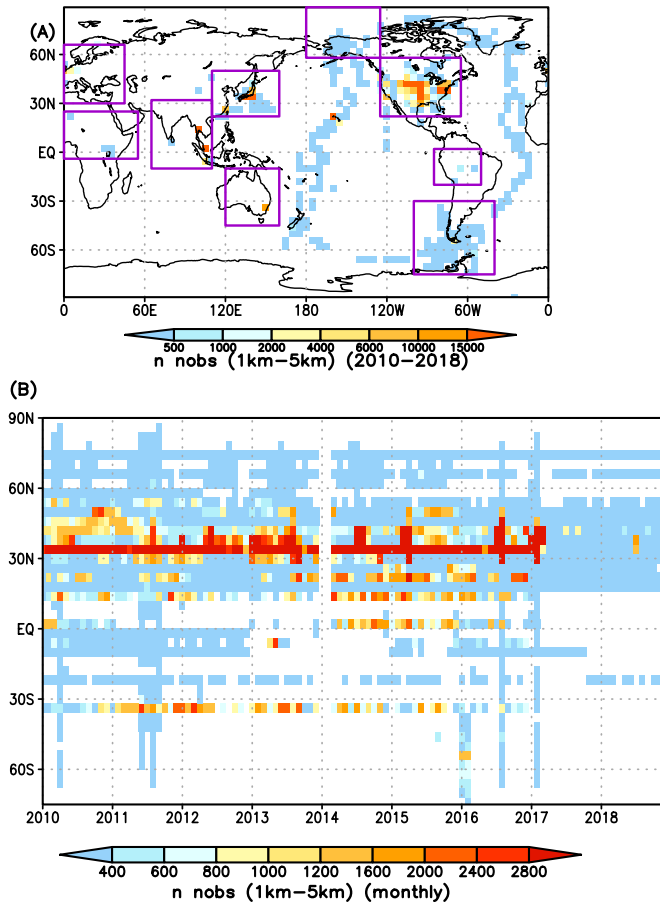 (A)
60N
30N
EQ
30S
60S
0 60E 120E 180 120W 60W 0
500 1000 2000 4000 6000 15000
n nobs (1km-5km) (2010-2018)
(B)
90N
60N
30N
EQ
30S
60S
2010 2011 2012 2013 2014 2015 2016 2017 2018
400 600 800 1000 1200 1600 2000 2400 2800
n nobs (1km-5km) (monthly)